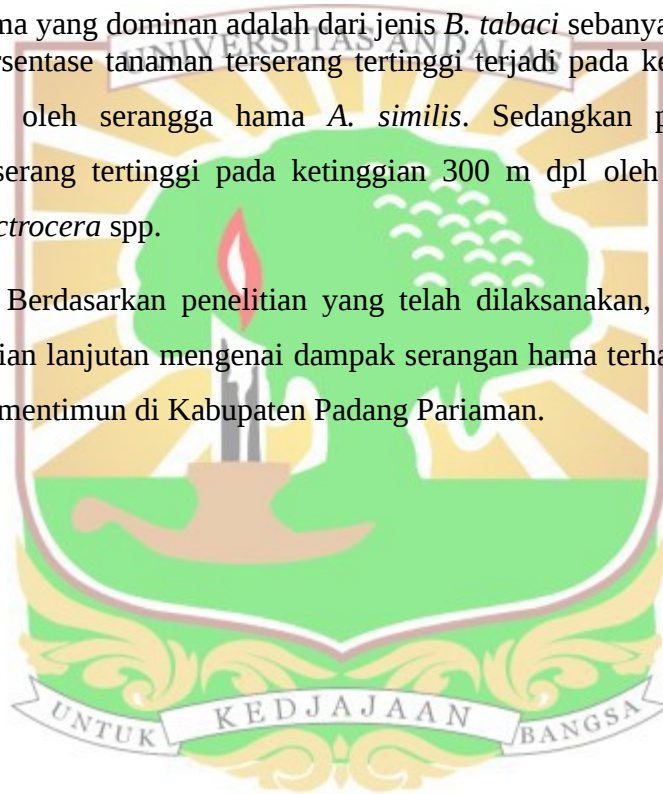 ma yang dominan adalah dari jenis B. tabaci sebanya
UNIVERSITAS ANDALAS
rsentase tanaman terserang tertinggi terjadi pada ke
oleh serangga hama A. similis. Sedangkan p
serang tertinggi pada ketinggian 300 m dpl oleh
ctrocera spp.
Berdasarkan penelitian yang telah dilaksanakan,
ian lanjutan mengenai dampak serangan hama terha
mentimun di Kabupaten Padang Pariaman.
UNTUK KEDJAJAAN BANGSA